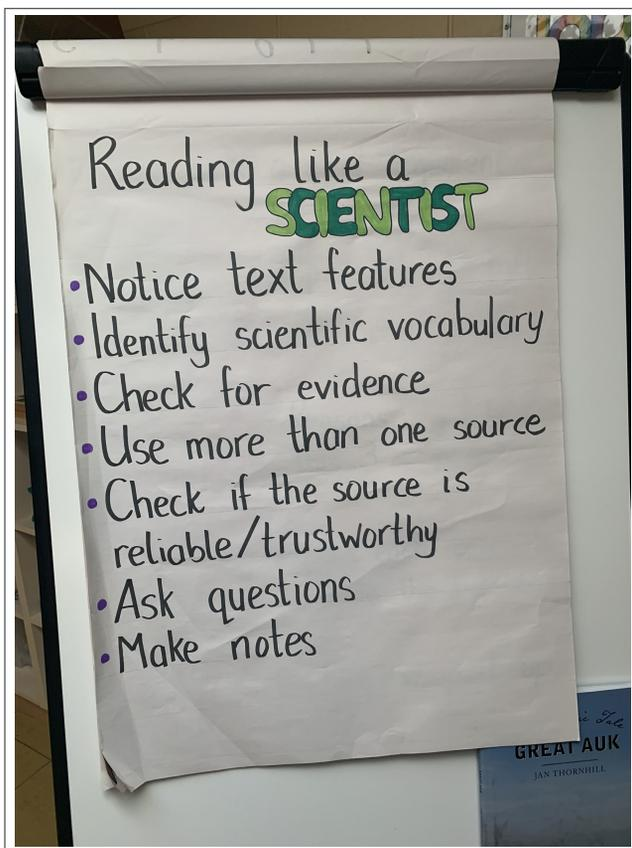 Reading like a
SCIENTIST
•Notice text features
•Identify scientific vocabulary
•Check for evidence
•Use more than one source
•Check if the source is
reliable/trustworthy
•Ask questions
•Make notes
Tale
GREAT AUK
JAN THORNHILL